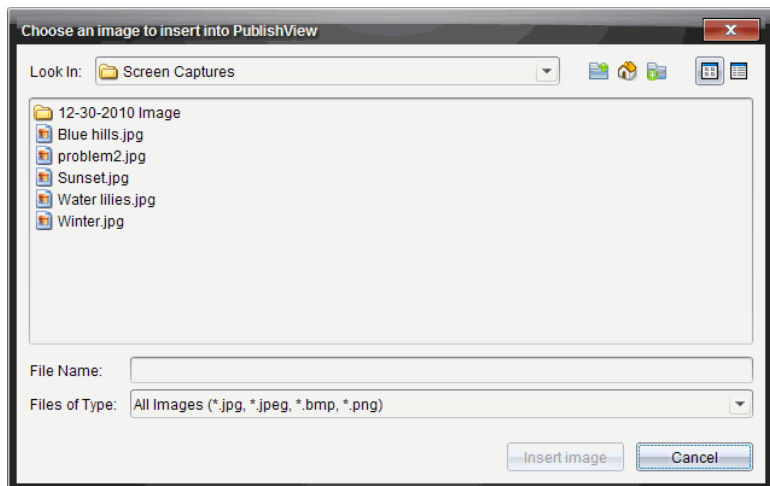 Choose an image to insert into PublishView
Look In: Screen Captures
12-30-2010 Image
Blue hills.jpg
problem2.jpg
Sunset.jpg
Water lilies.jpg
Winter.jpg
File Name:
Files of Type: All Images (*.jpg, *.jpeg, *.bmp, *.png)
Insert image Cancel